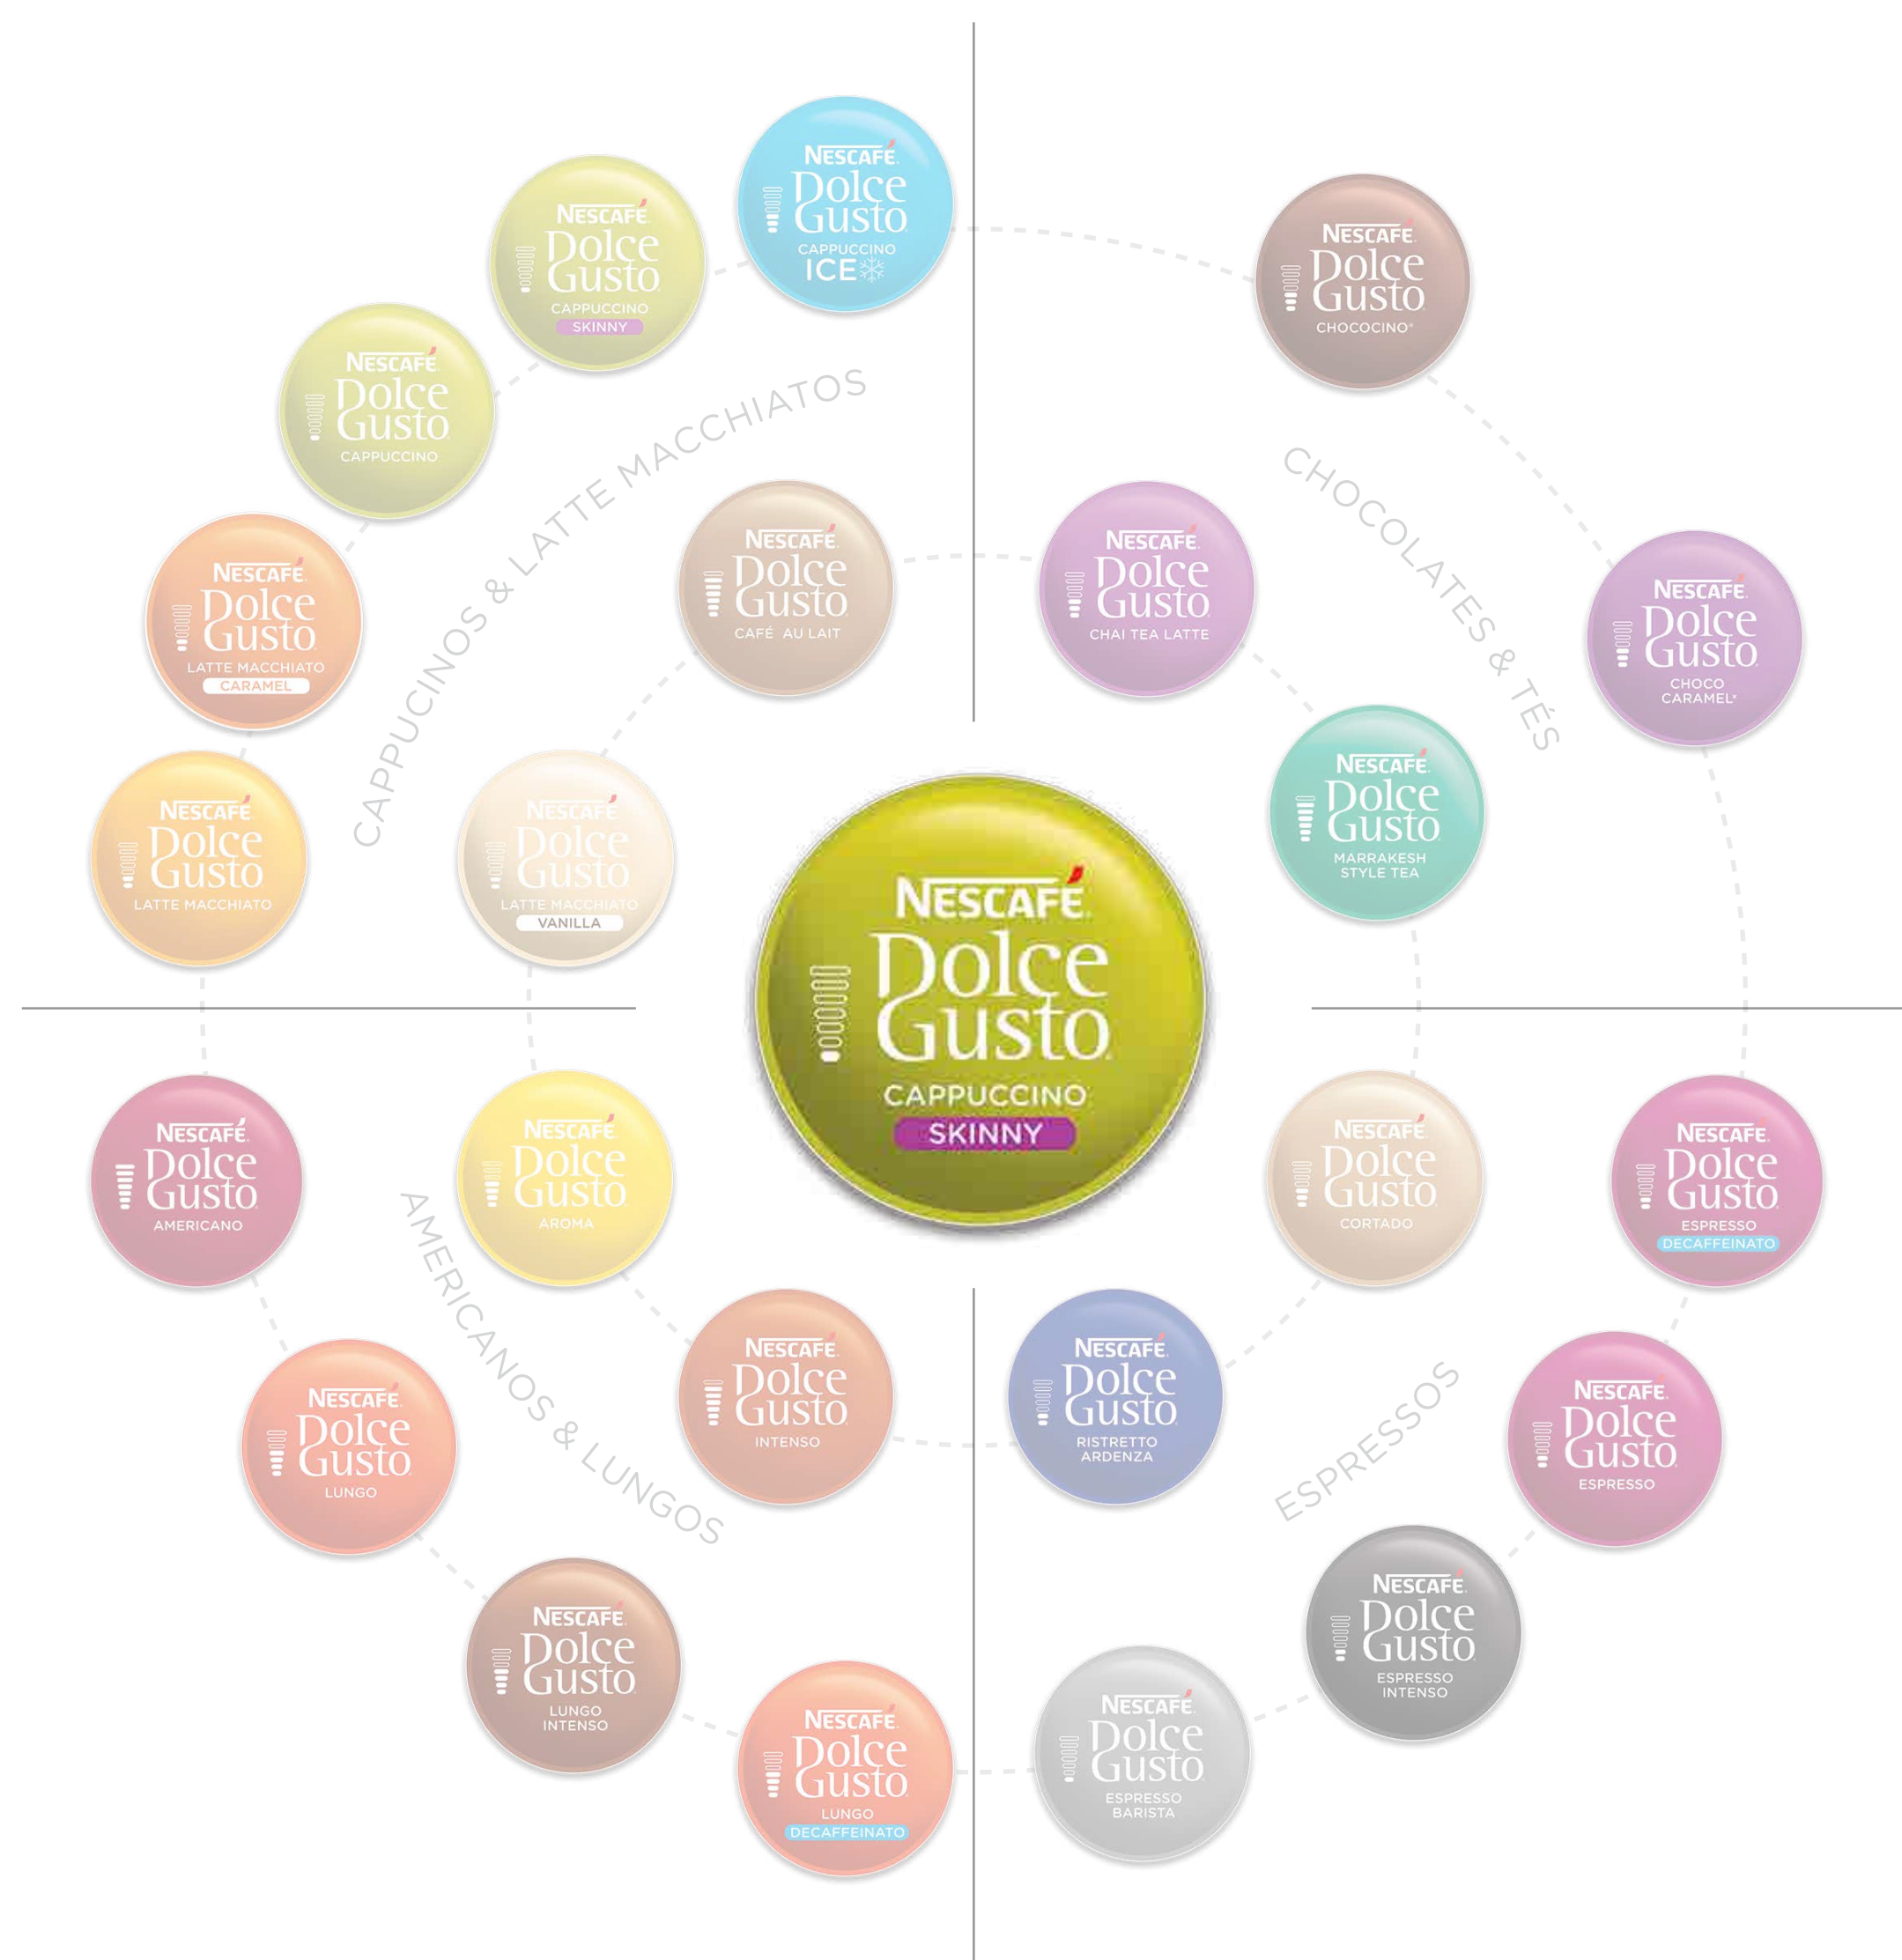 NESCAFÉ.
Dolce
Gusto
CAPPUCCINO
ICE
NESCAFÉ.
Dolce
Gusto
CAPPUCCINO
SKINNY
NESCAFÉ.
Dolce
Gusto
CAPPUCCINO
NESCAFÉ.
Dolce
Gusto
LATTE MACCHIATO
CARAMEL
NESCAFÉ.
Dolce
Gusto
LATTE MACCHIATO
CAPPUCINOS & LATTE MACCHIATOS
NESCAFÉ.
Dolce
Gusto
CAFÉ AU LAIT
NESCAFÉ.
Dolce
Gusto
LATTE MACCHIATO
VANILLA
NESCAFÉ.
Dolce
Gusto
CHOCOCINO®
CHOCOLATES & TÉS
NESCAFÉ.
Dolce
Gusto
CHOCO
CARAMEL*
NESCAFÉ.
Dolce
Gusto
CHAI TEA LATTE
NESCAFÉ.
Dolce
Gusto
MARRAKESH
STYLE TEA
NESCAFÉ.
Dolce
Gusto
CAPPUCCINO
SKINNY
NESCAFÉ.
Dolce
Gusto
AMERICANO
NESCAFÉ.
Dolce
Gusto
AROMA
AMERICANOS & LUNGOS
NESCAFÉ.
Dolce
Gusto
INTENSO
NESCAFÉ.
Dolce
Gusto
LUNGO
NESCAFÉ.
Dolce
Gusto
LUNGO
INTENSO
NESCAFÉ.
Dolce
Gusto
LUNGO
DECAFFEINATO
NESCAFÉ.
Dolce
Gusto
CORTADO
NESCAFÉ.
Dolce
Gusto
ESPRESSO
DECAFFEINATO
NESCAFÉ.
Dolce
Gusto
RISTRETTO
ARDENZA
ESPRESSOS
NESCAFÉ.
Dolce
Gusto
ESPRESSO
NESCAFÉ.
Dolce
Gusto
ESPRESSO
INTENSO
NESCAFÉ.
Dolce
Gusto
ESPRESSO
BARISTA